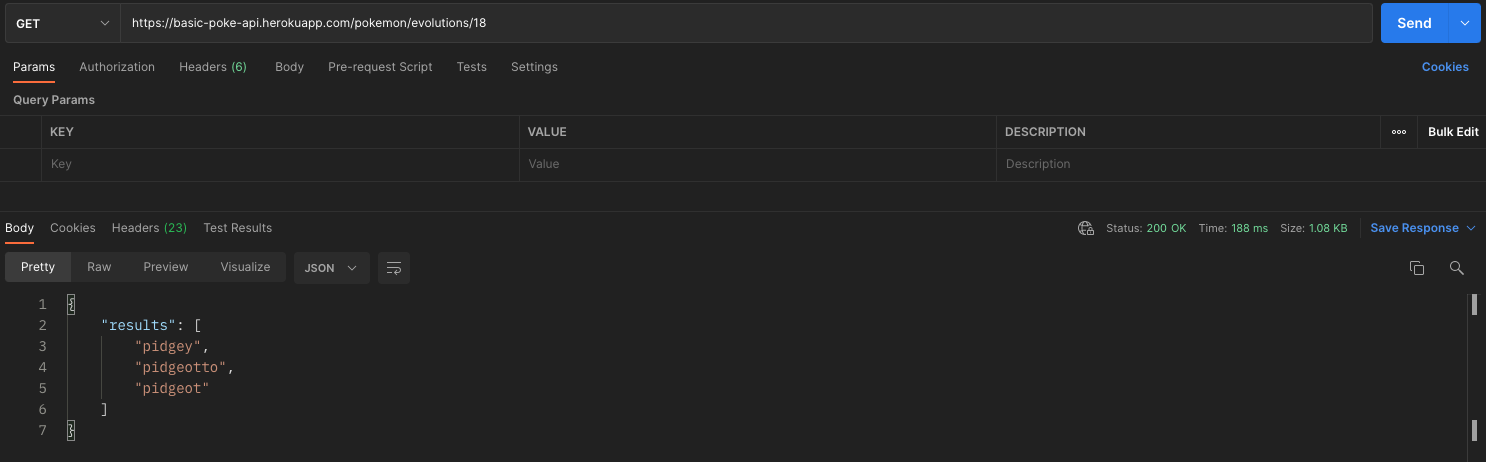 GET https://basic-poke-api.herokuapp.com/pokemon/evolutions/18 Send
Params Authorization Headers (6) Body Pre-request Script Tests Settings Cookies
Query Params
KEY VALUE DESCRIPTION ooo Bulk Edit
Key Value Description
Body Cookies Headers (23) Test Results Status: 200 OK Time: 188 ms Size: 1.08 KB Save Response
Pretty Raw Preview Visualize JSON
1 {
2 "results": [
3 "pidgey",
4 "pidgeotto",
5 "pidgeot"
6 ]
7 }